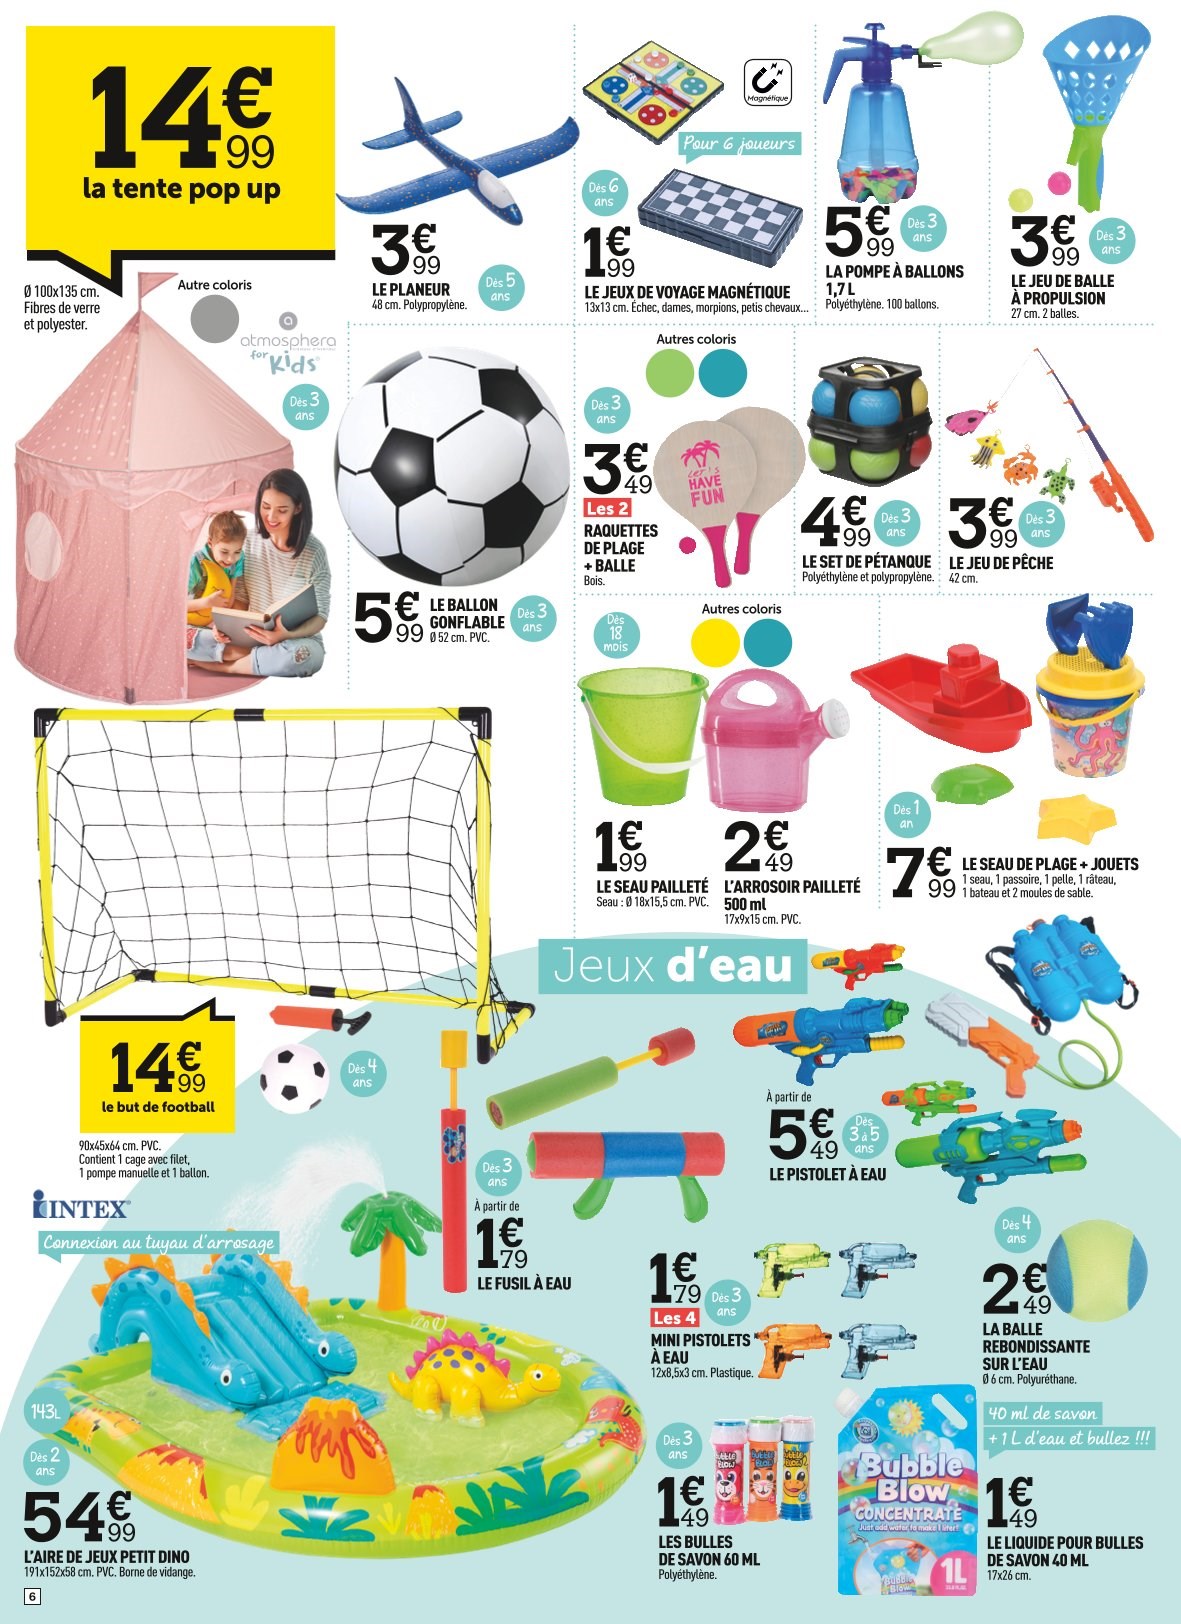 14€99
la tente pop up
Ø 100x135 cm.
Fibres de verre
et polyester.
Autre coloris
atmosphera
for
Kids
Dès 3
ans
3€99
LE PLANEUR
48 cm. Polypropylène.
Dès 5
ans
Magnétique
Pour 6 joueurs
Dès 6
ans
1€99
LE JEUX DE VOYAGE MAGNÉTIQUE
13x13 cm. Échec, dames, morpions, petis chevaux...
5€99
Dès 3
ans
LA POMPE À BALLONS
1,7 L
Polyéthylène. 100 ballons.
3€99
Dès 3
ans
LE JEU DE BALLE
À PROPULSION
27 cm. 2 balles.
5€99
LE BALLON
GONFLABLE
Ø 52 cm. PVC.
Dès 3
ans
Autres coloris
Dès 3
ans
3€49
Les 2
RAQUETTES
DE PLAGE
+ BALLE
Bois.
LET'S
HAVE
FUN
4€99
Dès 3
ans
LE SET DE PÉTANQUE
Polyéthylène et polypropylène.
3€99
Dès 3
ans
LE JEU DE PÊCHE
42 cm.
Dès
18
mois
Autres coloris
1€99
LE SEAU PAILLETÉ
Seau : Ø 18x15,5 cm. PVC.
2€49
L'ARROSOIR PAILLETÉ
500 ml
17x9x15 cm. PVC.
Dès 1
an
7€99
LE SEAU DE PLAGE + JOUETS
1 seau, 1 passoire, 1 pelle, 1 râteau,
1 bateau et 2 moules de sable.
14€99
le but de football
Dès 4
ans
90x45x64 cm. PVC.
Contient 1 cage avec filet,
1 pompe manuelle et 1 ballon.
Jeux d'eau
À partir de
5€49
Dès
3 à 5
ans
LE PISTOLET À EAU
Dès 3
ans
À partir de
1€79
LE FUSIL À EAU
INTEX®
Connexion au tuyau d'arrosage
143L
Dès 2
ans
54€99
L'AIRE DE JEUX PETIT DINO
191x152x58 cm. PVC. Borne de vidange.
1€79
Les 4
Dès 3
ans
MINI PISTOLETS
À EAU
12x8,5x3 cm. Plastique.
Dès 4
ans
2€49
LA BALLE
REBONDISSANTE
SUR L'EAU
Ø 6 cm. Polyuréthane.
Dès 3
ans
1€49
LES BULLES
DE SAVON 60 ML
Polyéthylène.
Bubble
Blow
CONCENTRATE
Just add water to make 1 liter!
Bubble
Blow
1L
40 ml de savon
+ 1 L d'eau et bullez !!!
1€49
LE LIQUIDE POUR BULLES
DE SAVON 40 ML
17x26 cm.
6